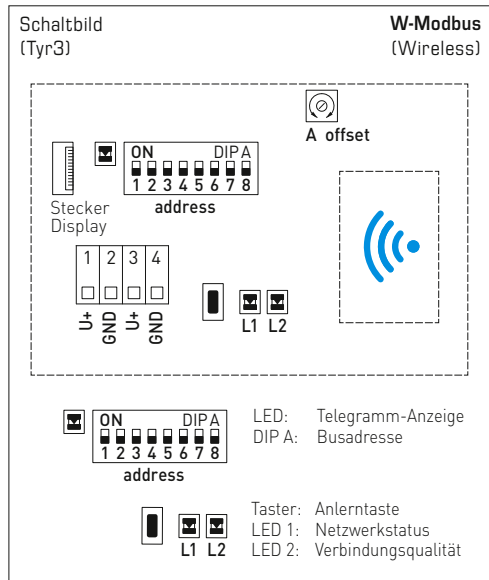 Schaltbild W-Modbus
(Tyr3) (Wireless)
A offset
ON DIP A
1 2 3 4 5 6 7 8
address
Stecker
Display
1 2 3 4
U+ GND U+ GND
L1 L2
ON DIP A
1 2 3 4 5 6 7 8
address
LED: Telegramm-Anzeige
DIP A: Busadresse
L1 L2
Taster: Anlerntaste
LED 1: Netzwerkstatus
LED 2: Verbindungsqualität